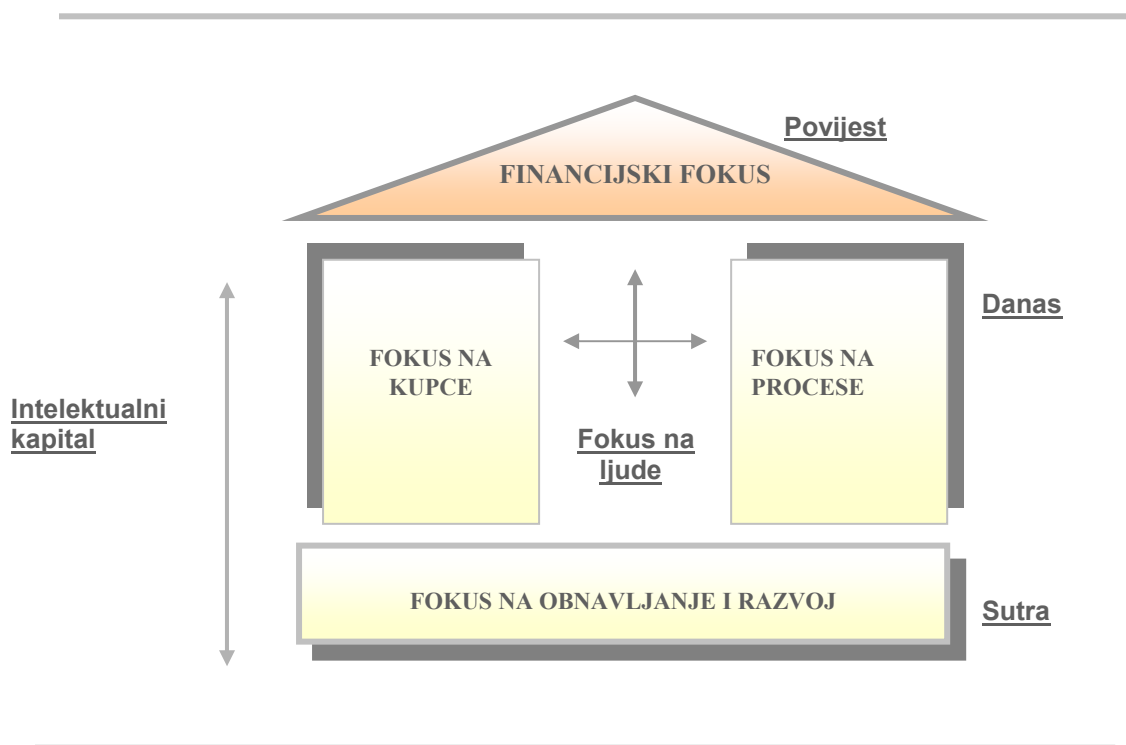 Povijest
FINANCIJSKI FOKUS
Danas
FOKUS NA
KUPCE
FOKUS NA
PROCESE
Intelektualni
kapital
Fokus na
ljude
FOKUS NA OBNAVLJANJE I RAZVOJ
Sutra